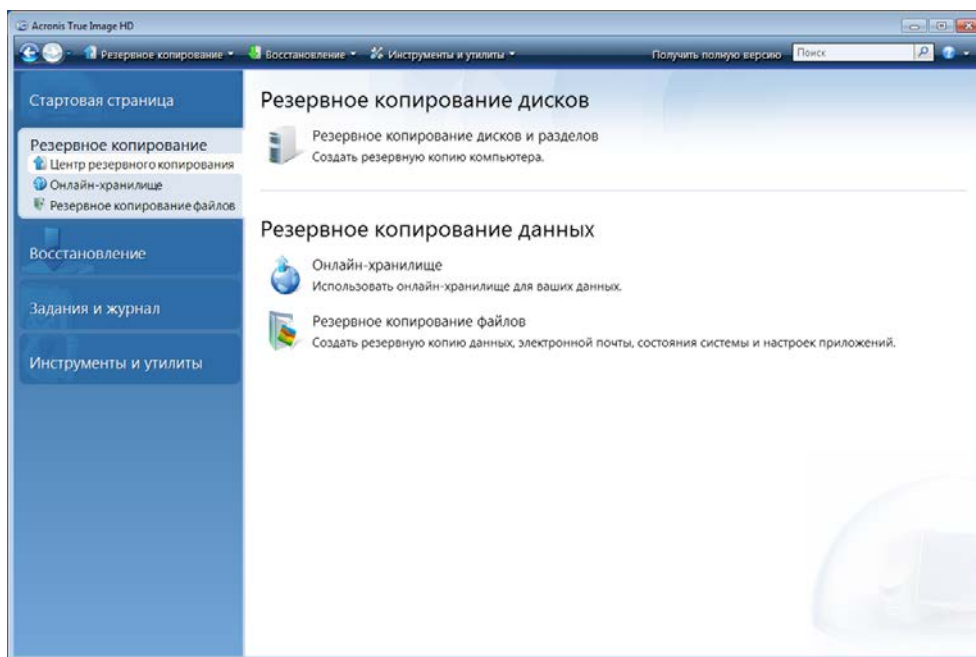 Acronis True Image HD
Резервное копирование Восстановление Инструменты и утилиты Получить полную версию Поиск
Стартовая страница
Резервное копирование
Центр резервного копирования
Онлайн-хранилище
Резервное копирование файлов
Восстановление
Задания и журнал
Инструменты и утилиты
Резервное копирование дисков
Резервное копирование дисков и разделов
Создать резервную копию компьютера.
Резервное копирование данных
Онлайн-хранилище
Использовать онлайн-хранилище для ваших данных.
Резервное копирование файлов
Создать резервную копию данных, электронной почты, состояния системы и настроек приложений.